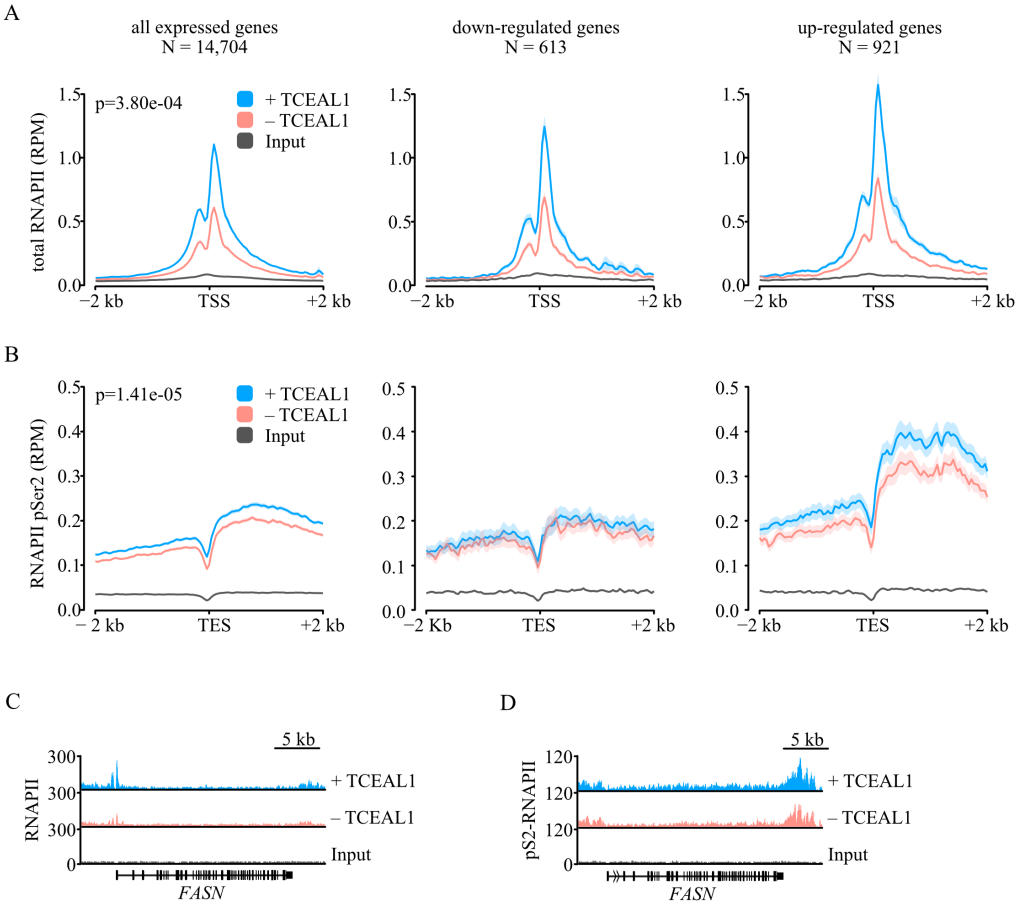 A
all expressed genes
N = 14,704
down-regulated genes
N = 613
up-regulated genes
N = 921
total RNAPII (RPM)
1.5
1.0
0.5
0.0
p=3.80e-04
+ TCEAL1
– TCEAL1
Input
−2 kb
TSS
+2 kb
1.5
1.0
0.5
0.0
−2 kb
TSS
+2 kb
1.5
1.0
0.5
0.0
−2 kb
TSS
+2 kb
B
RNAPII pSer2 (RPM)
0.5
0.4
0.3
0.2
0.1
0.0
p=1.41e-05
+ TCEAL1
– TCEAL1
Input
− 2 kb
TES
+2 kb
0.5
0.4
0.3
0.2
0.1
0.0
−2 Kb
TES
+2 kb
0.5
0.4
0.3
0.2
0.1
0.0
−2 kb
TES
+2 kb
C
5 kb
RNAPII
300
+ TCEAL1
300
– TCEAL1
300
Input
0
FASN
D
5 kb
pS2-RNAPII
120
+ TCEAL1
120
– TCEAL1
120
Input
0
FASN